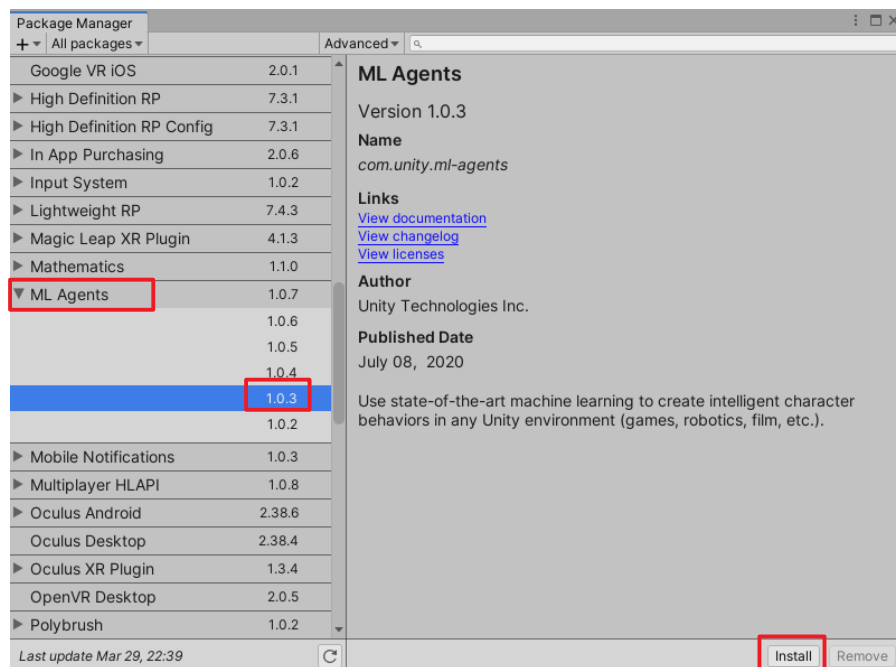 Package Manager
+ All packages Advanced
Google VR iOS 2.0.1
High Definition RP 7.3.1
High Definition RP Config 7.3.1
In App Purchasing 2.0.6
Input System 1.0.2
Lightweight RP 7.4.3
Magic Leap XR Plugin 4.1.3
Mathematics 1.1.0
ML Agents 1.0.7
1.0.6
1.0.5
1.0.4
1.0.3
1.0.2
Mobile Notifications 1.0.3
Multiplayer HLAPI 1.0.8
Oculus Android 2.38.6
Oculus Desktop 2.38.4
Oculus XR Plugin 1.3.4
OpenVR Desktop 2.0.5
Polybrush 1.0.2
Last update Mar 29, 22:39
ML Agents
Version 1.0.3
Name
com.unity.ml-agents
Links
View documentation
View changelog
View licenses
Author
Unity Technologies Inc.
Published Date
July 08, 2020
Use state-of-the-art machine learning to create intelligent character
behaviors in any Unity environment (games, robotics, film, etc.).
Install Remove